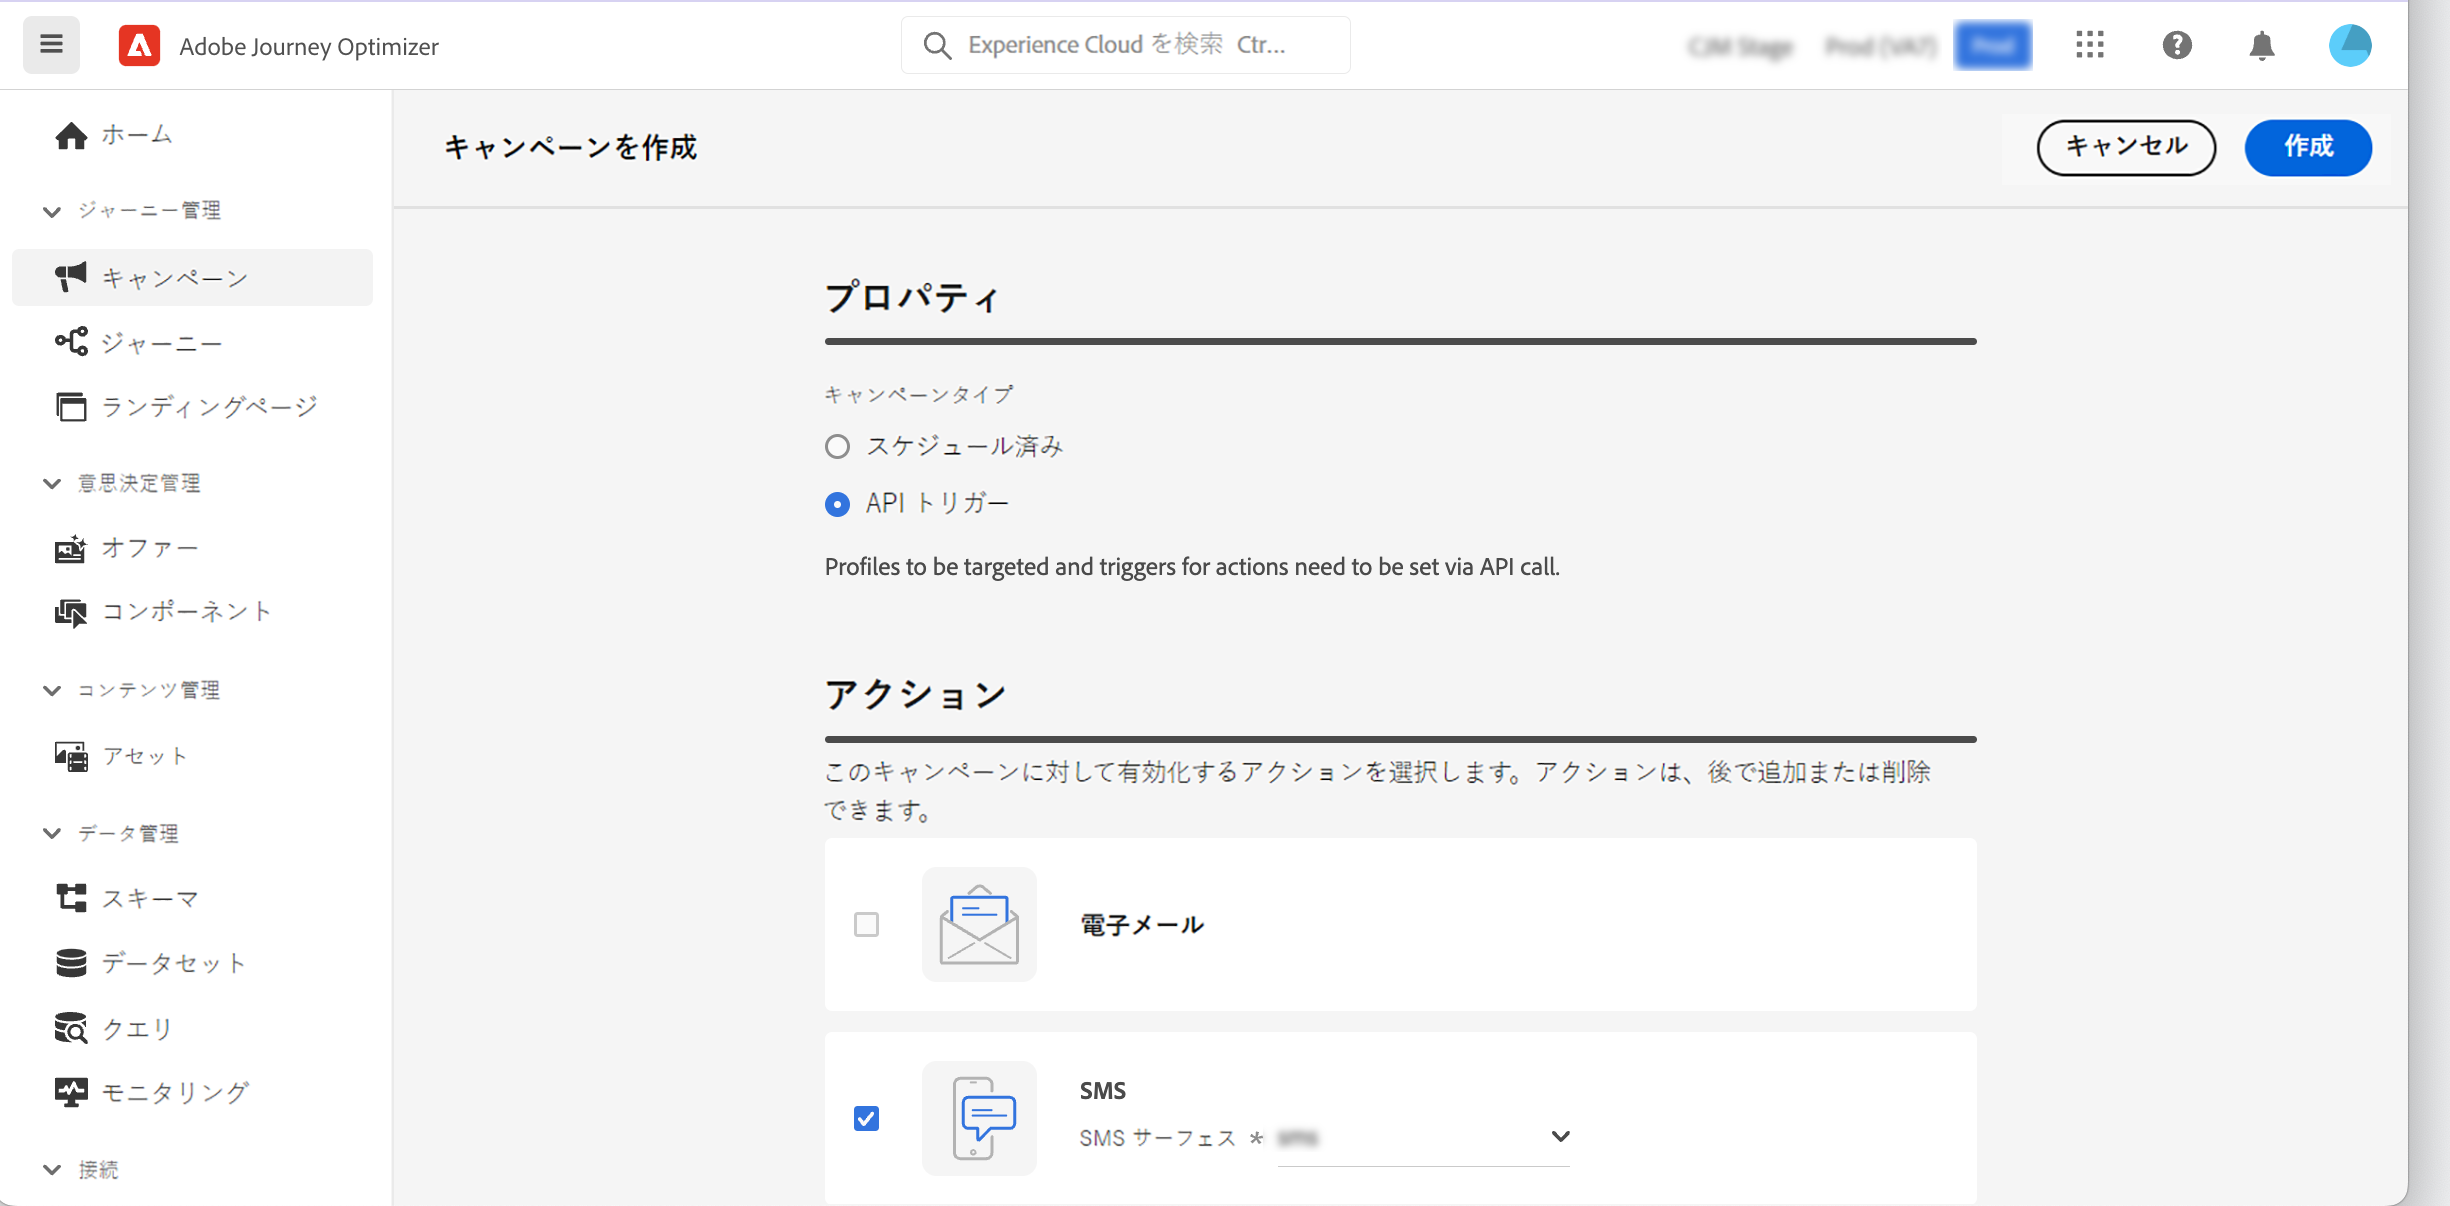 Adobe Journey Optimizer
Experience Cloud を検索 Ctr...
ホーム
ジャーニー管理
キャンペーン
ジャーニー
ランディングページ
意思決定管理
オファー
コンポーネント
コンテンツ管理
アセット
データ管理
スキーマ
データセット
クエリ
モニタリング
接続
キャンペーンを作成
キャンセル
作成
プロパティ
キャンペーンタイプ
スケジュール済み
API トリガー
Profiles to be targeted and triggers for actions need to be set via API call.
アクション
このキャンペーンに対して有効化するアクションを選択します。アクションは、後で追加または削除
できます。
電子メール
SMS
SMS サーフェス *